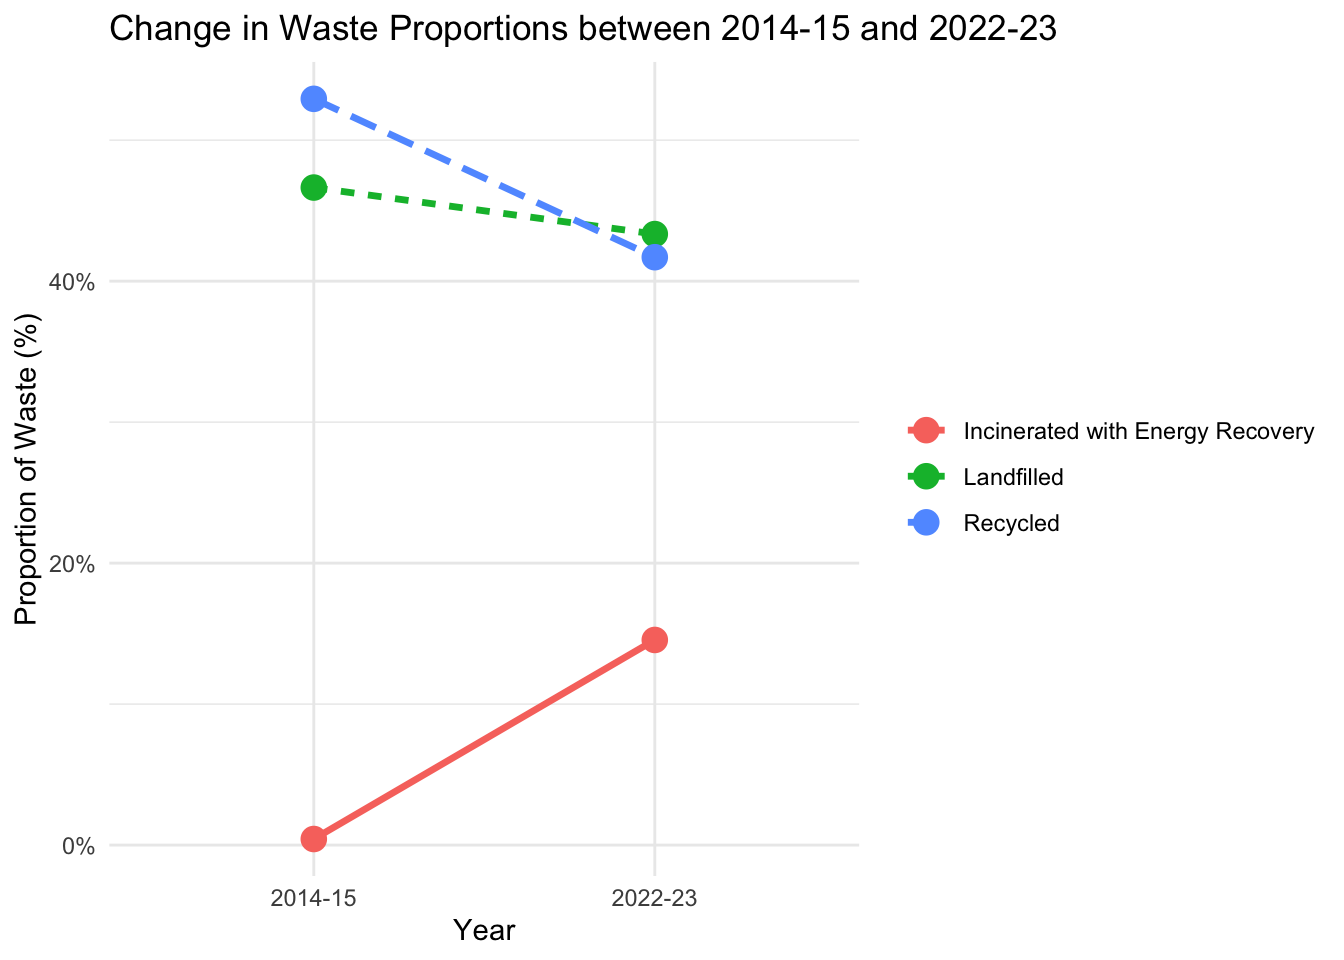 Change in Waste Proportions between 2014-15 and 2022-23
Proportion of Waste (%)
40%
20%
0%
2014-15 2022-23
Year
Incinerated with Energy Recovery
Landfilled
Recycled